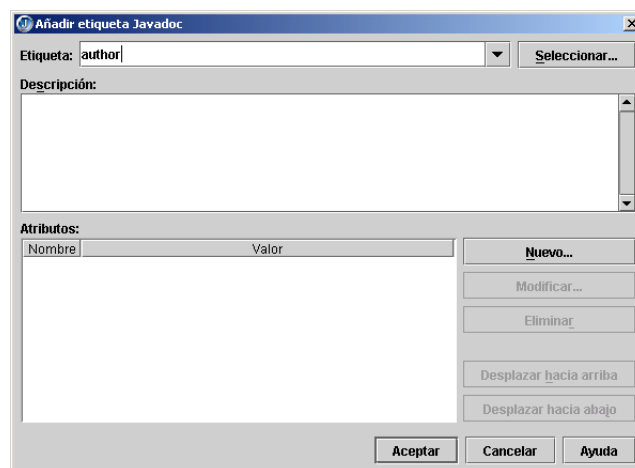 Añadir etiqueta Javadoc
Etiqueta: author Seleccionar...
Descripción:
Atributos:
Nombre Valor Nuevo...
Modificar...
Eliminar
Desplazar hacia arriba
Desplazar hacia abajo
Aceptar Cancelar Ayuda